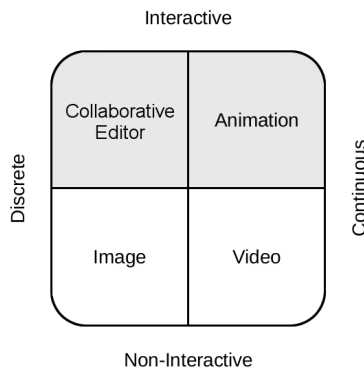 Interactive
Collaborative
Editor
Animation
Discrete
Continuous
Image
Video
Non-Interactive